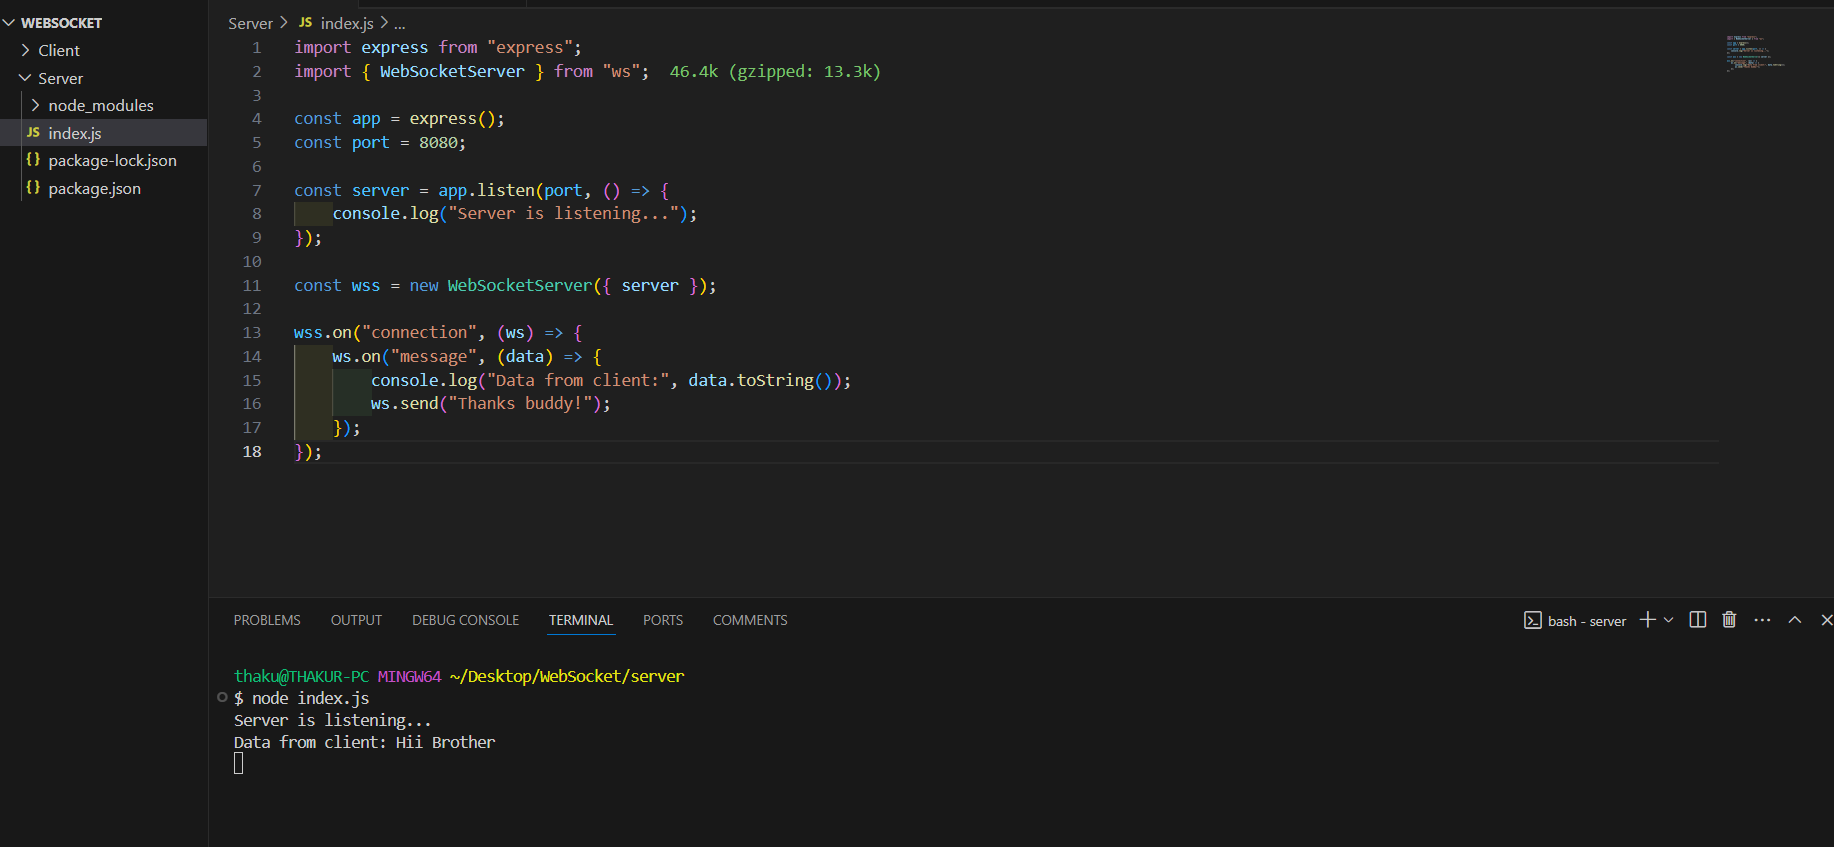 WEBSOCKET
Client
Server
node_modules
JS index.js
{} package-lock.json
{} package.json
Server > JS index.js > ...
1 import express from "express";
2 import { WebSocketServer } from "ws"; 46.4k (gzipped: 13.3k)
3
4 const app = express();
5 const port = 8080;
6
7 const server = app.listen(port, () => {
8 console.log("Server is listening...");
9 });
10
11 const wss = new WebSocketServer({ server });
12
13 wss.on("connection", (ws) => {
14 ws.on("message", (data) => {
15 console.log("Data from client:", data.toString());
16 ws.send("Thanks buddy!");
17 });
18 });
PROBLEMS OUTPUT DEBUG CONSOLE TERMINAL PORTS COMMENTS bash - server
thaku@THAKUR-PC MINGW64 ~/Desktop/WebSocket/server
$ node index.js
Server is listening...
Data from client: Hii Brother